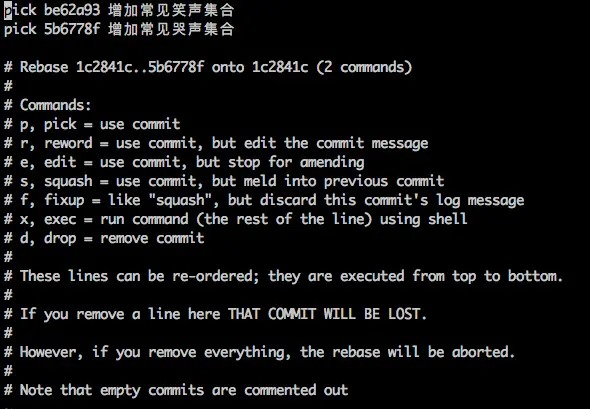 pick be62a93 增加常见笑声集合
pick 5b6778f 增加常见哭声集合
# Rebase 1c2841c..5b6778f onto 1c2841c (2 commands)
#
# Commands:
# p, pick = use commit
# r, reword = use commit, but edit the commit message
# e, edit = use commit, but stop for amending
# s, squash = use commit, but meld into previous commit
# f, fixup = like "squash", but discard this commit's log message
# x, exec = run command (the rest of the line) using shell
# d, drop = remove commit
#
# These lines can be re-ordered; they are executed from top to bottom.
#
# If you remove a line here THAT COMMIT WILL BE LOST.
#
# However, if you remove everything, the rebase will be aborted.
#
# Note that empty commits are commented out